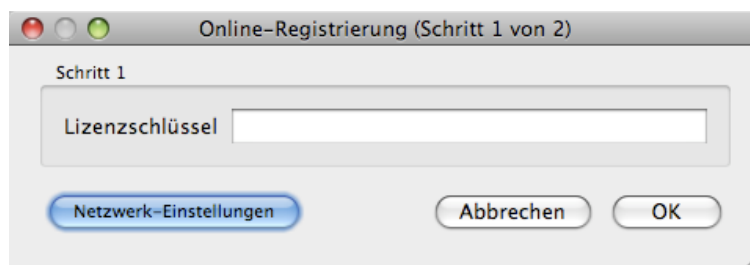 Online-Registrierung (Schritt 1 von 2)
Schritt 1
Lizenzschlüssel
Netzwerk-Einstellungen Abbrechen OK